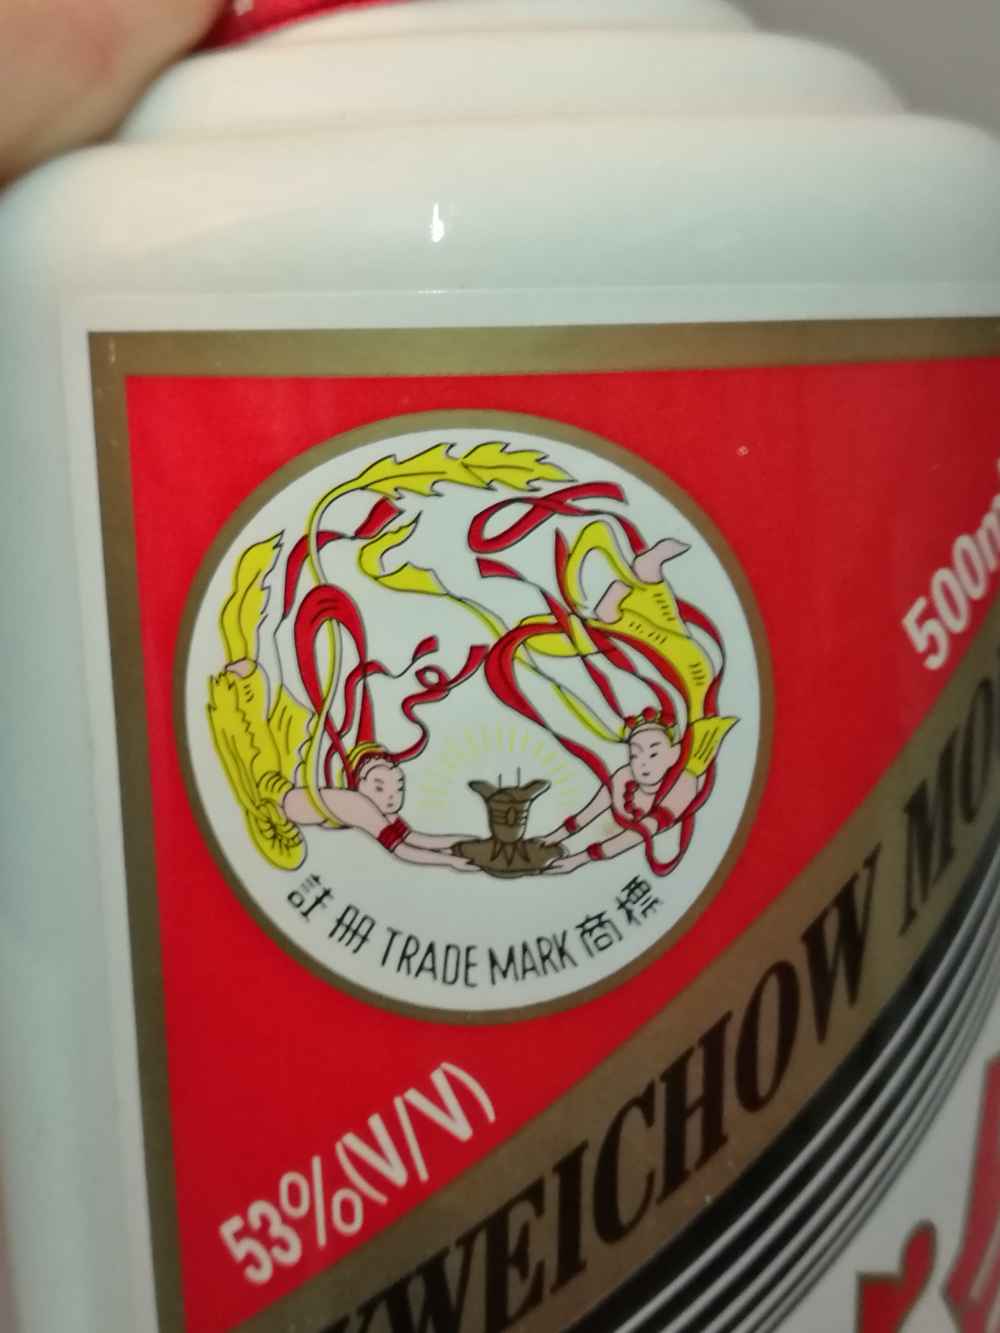 註册 TRADE MARK 商標
500m
53%(V/V)
KWEICHOW MO